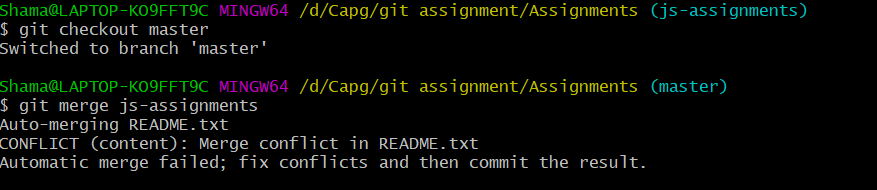 Shama@LAPTOP-KO9FFT9C MINGW64 /d/Capg/git assignment/Assignments (js-assignments)
$ git checkout master
Switched to branch 'master'
Shama@LAPTOP-KO9FFT9C MINGW64 /d/Capg/git assignment/Assignments (master)
$ git merge js-assignments
Auto-merging README.txt
CONFLICT (content): Merge conflict in README.txt
Automatic merge failed; fix conflicts and then commit the result.